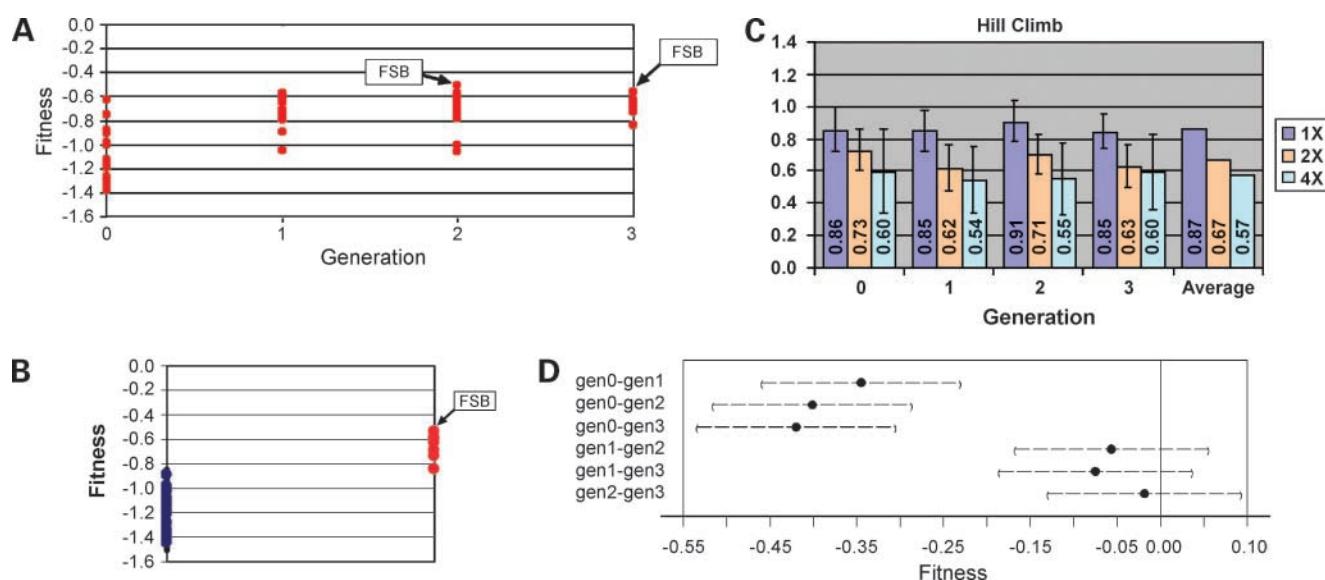 A
Fitness
0.0
-0.2
-0.4
-0.6
-0.8
-1.0
-1.2
-1.4
-1.6
FSB
FSB
0 1 2 3
Generation
B
Fitness
0.0
-0.2
-0.4
-0.6
-0.8
-1.0
-1.2
-1.4
-1.6
FSB
C
Hill Climb
1.4
1.2
1.0
0.8
0.6
0.4
0.2
0.0
0.86 0.73 0.60 0.85 0.62 0.54 0.91 0.71 0.55 0.85 0.63 0.60 0.87 0.67 0.57
0 1 2 3 Average
Generation
1X
2X
4X
D
gen0-gen1
gen0-gen2
gen0-gen3
gen1-gen2
gen1-gen3
gen2-gen3
-0.55 -0.45 -0.35 -0.25 -0.15 -0.05 0.00 0.10
Fitness